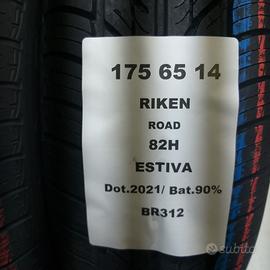 175 65 14
RIKEN
ROAD
82H
ESTIVA
Dot.2021/ Bat.90%
BR312
subito